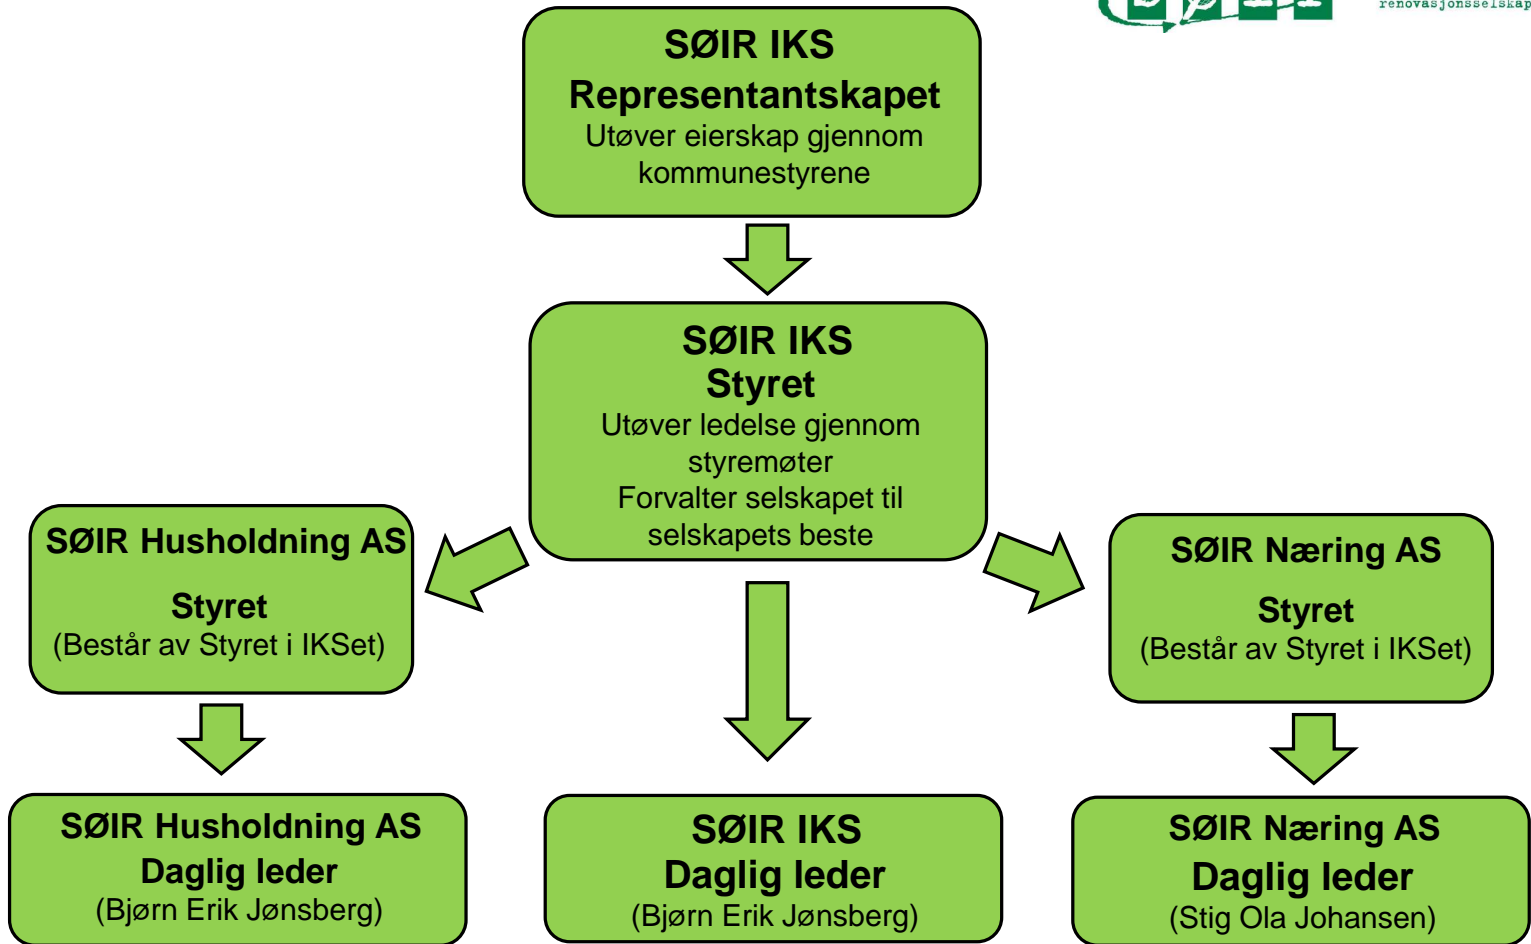 renovasjonsselskap
SØIR IKS
Representantskapet
Utøver eierskap gjennom
kommunestyrene
SØIR IKS
Styret
Utøver ledelse gjennom
styremøter
Forvalter selskapet til
selskapets beste
SØIR Husholdning AS
Styret
(Består av Styret i IKSet)
SØIR Næring AS
Styret
(Består av Styret i IKSet)
SØIR Husholdning AS
Daglig leder
(Bjørn Erik Jønsberg)
SØIR IKS
Daglig leder
(Bjørn Erik Jønsberg)
SØIR Næring AS
Daglig leder
(Stig Ola Johansen)